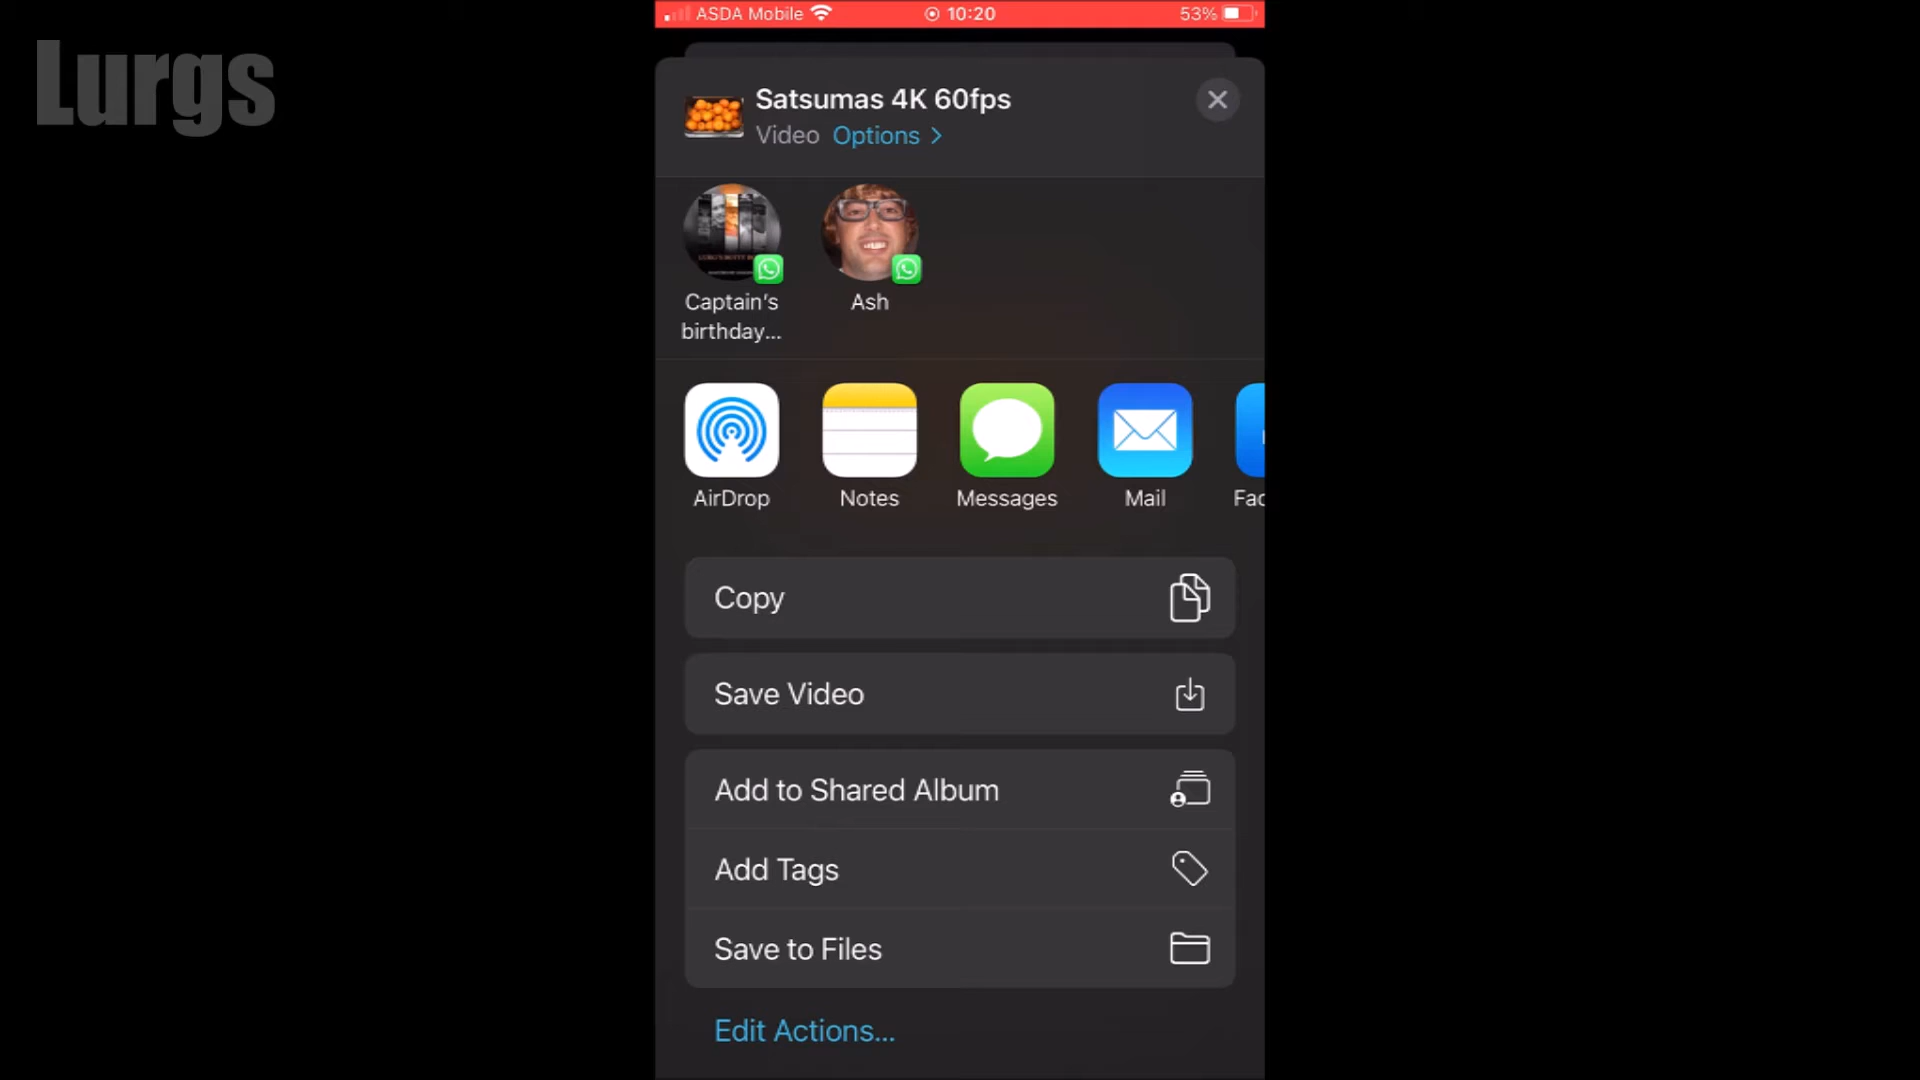 Lurgs
ASDA Mobile
10:20
53%
Satsumas 4K 60fps
Video Options >
Captain's
birthday...
Ash
AirDrop
Notes
Messages
Mail
Fac
Copy
Save Video
Add to Shared Album
Add Tags
Save to Files
Edit Actions...